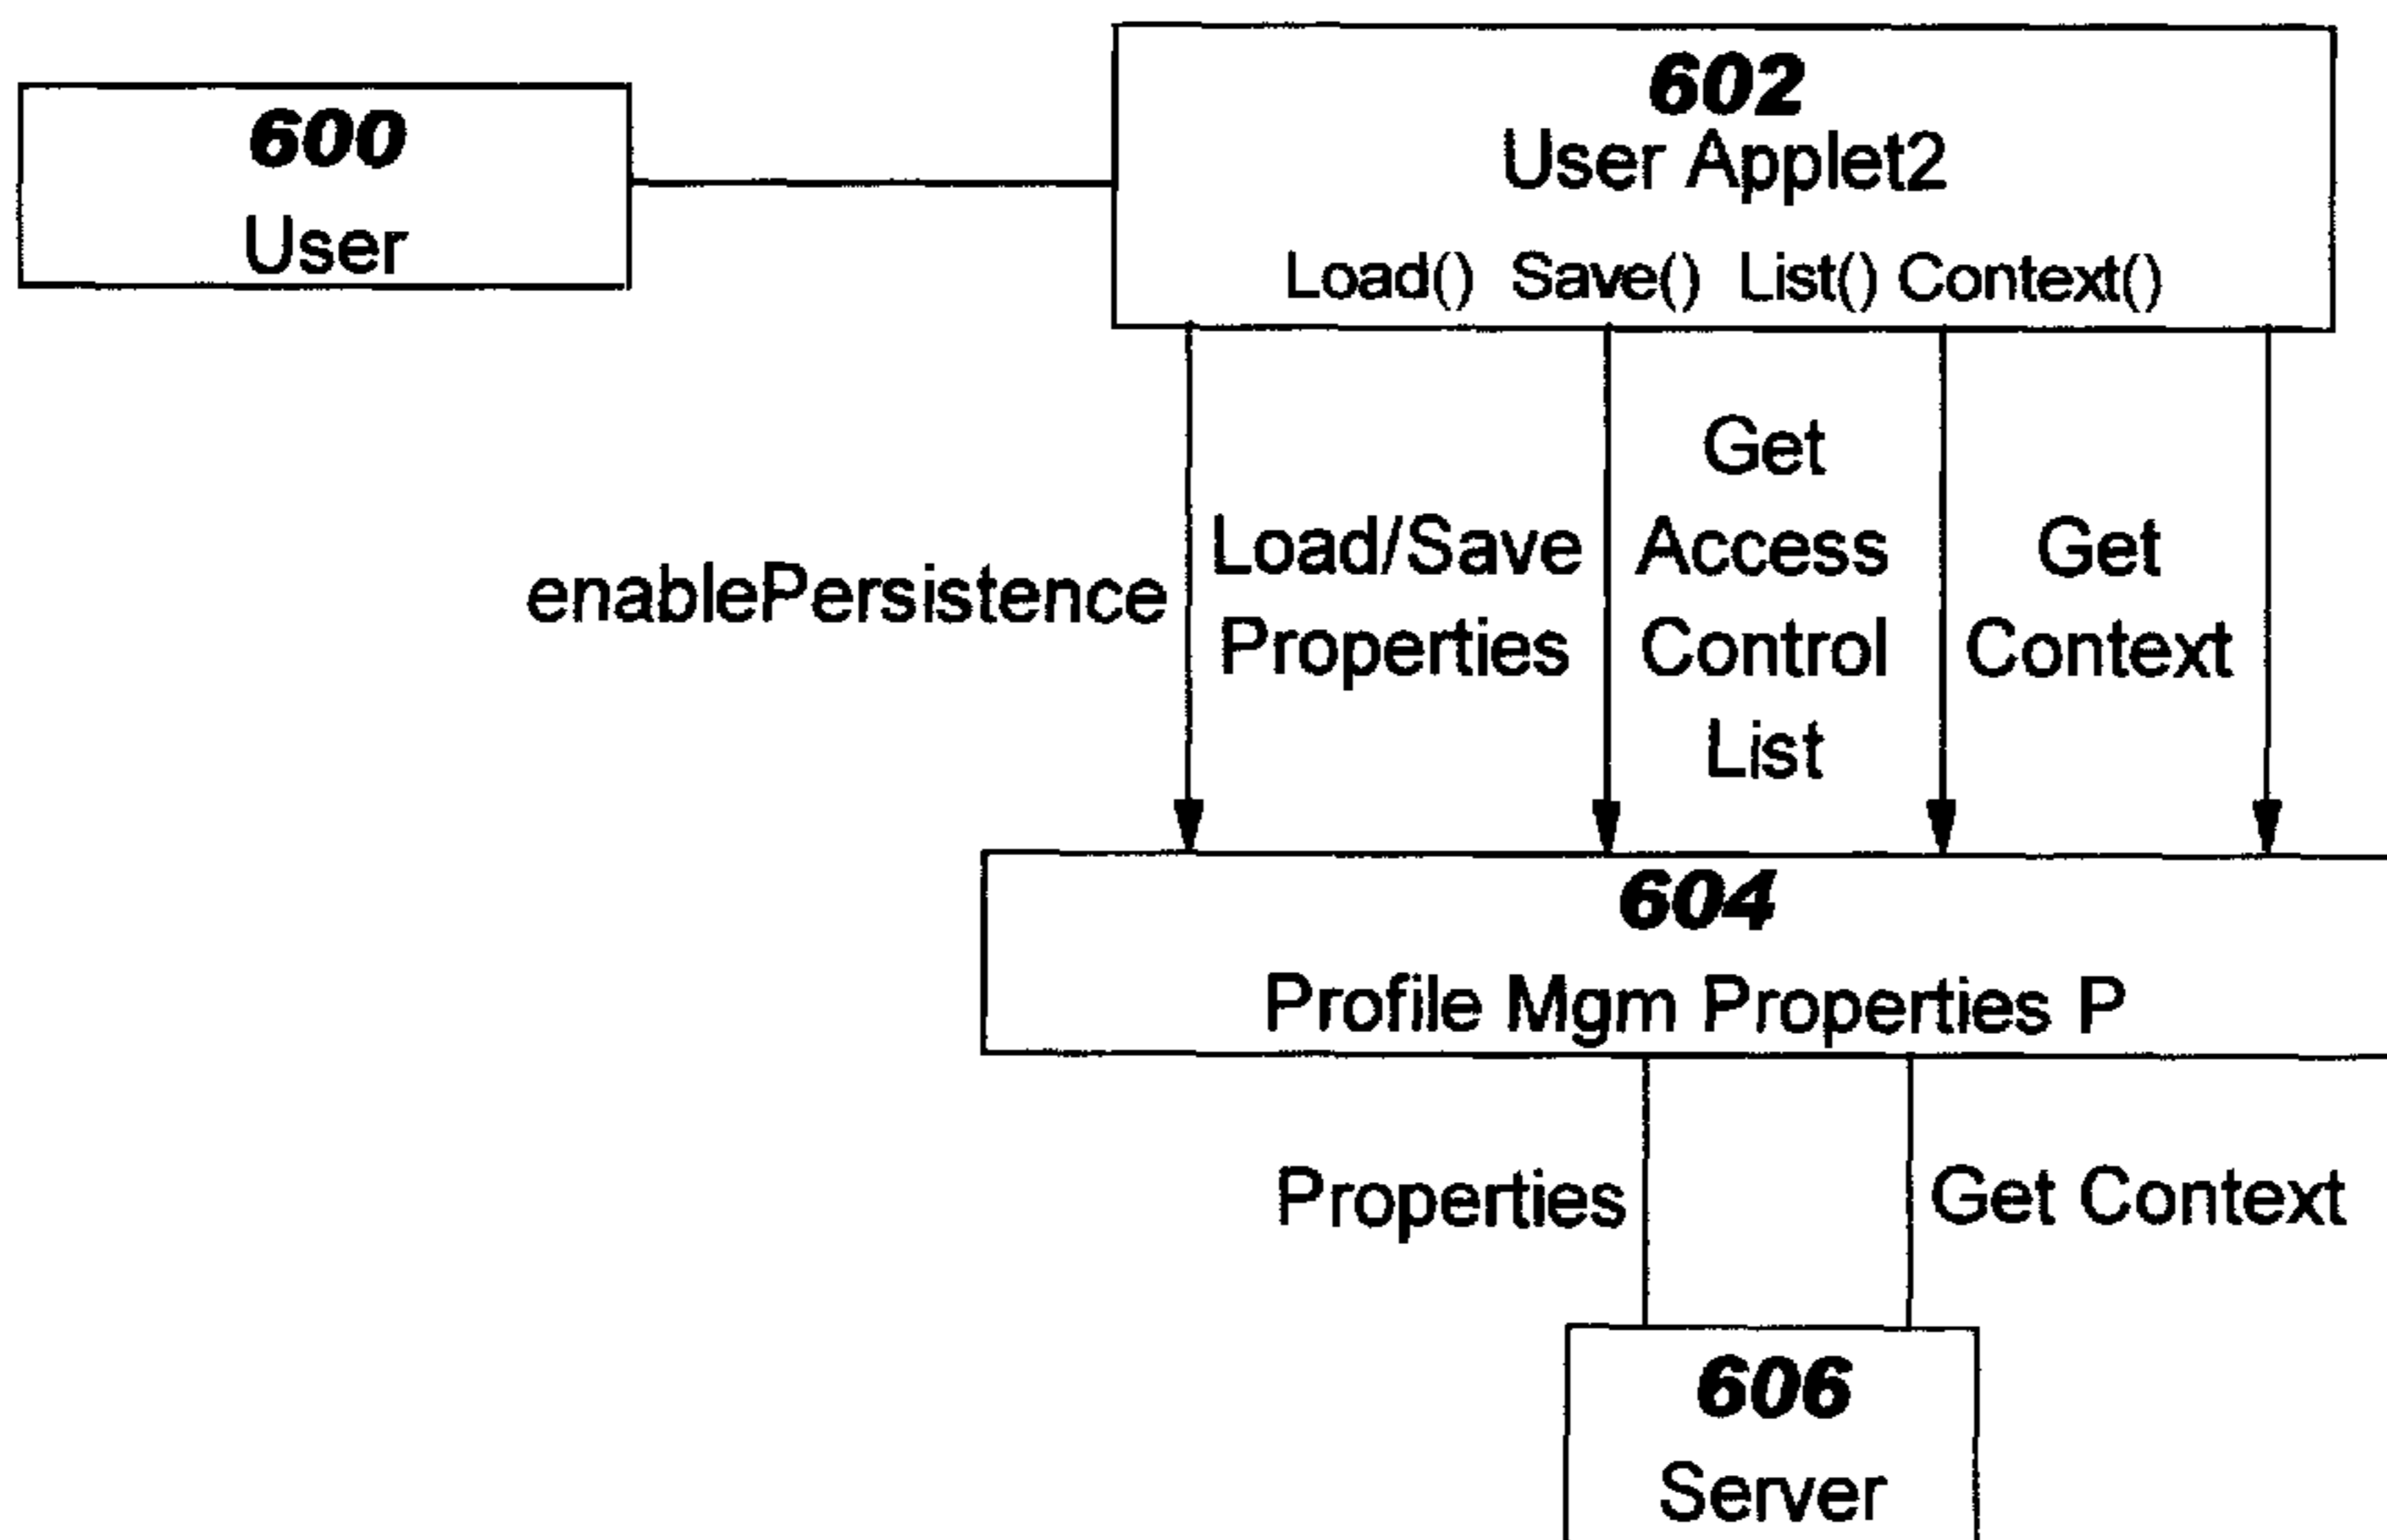 600
User
602
User Applet2
Load() Save() List() Context()
enablePersistence
Load/Save
Properties
Get
Access
Control
List
Get
Context
604
Profile Mgm Properties P
Properties
Get Context
606
Server